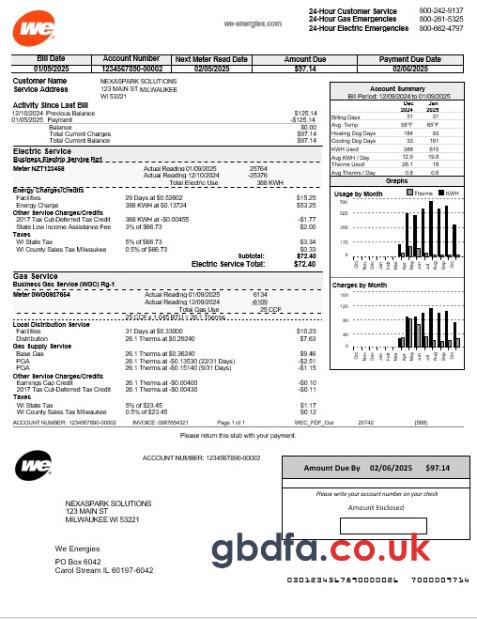 we
we-energies.com
24-Hour Customer Service 800-242-9137
24-Hour Gas Emergencies 800-261-5325
24-Hour Electric Emergencies 800-662-4797
Bill Date Account Number Next Meter Read Date Amount Due Payment Due Date
01/05/2025 1234567890-00002 02/05/2025 $97.14 02/06/2025
Customer Name NEXASPARK SOLUTIONS
Service Address 123 MAIN ST MILWAUKEE
WI 53221
Activity Since Last Bill
12/10/2024 Previous Balance $125.14
01/05/2025 Payment -$125.14
Balance $0.00
Total Current Charges $97.14
Total Current Balance $97.14
Electric Service
Business Electric Service Rg1
Meter NZT123456 Actual Reading 01/09/2025 25764
Actual Reading 12/10/2024 -25376
Total Electric Use 388 KWH
Energy Charges/Credits
Facilities 29 Days at $0.52602 $15.25
Energy Charge 388 KWH at $0.13724 $53.25
Other Service Charges/Credits
2017 Tax Cut-Deferred Tax Credit 388 KWH at -$0.00455 -$1.77
State Low Income Assistance Fee 3% of $66.73 $2.00
Taxes
WI State Tax 5% of $66.73 $3.34
WI County Sales Tax Milwaukee 0.5% of $66.73 $0.33
Subtotal: $72.40
Electric Service Total: $72.40
Gas Service
Business Gas Service (WGC) Rg-1
Actual Reading 01/09/2025 6134
Actual Reading 12/09/2024 -6109
Total Gas Use 25 CCF
25 CCF x 1.045 BTU = 26.1 Therms
Local Distribution Service
Facilities 31 Days at $0.33000 $10.23
Distribution 26.1 Therms at $0.29240 $7.63
Gas Supply Service
Base Gas 26.1 Therms at $0.36240 $9.46
PGA 26.1 Therms at -$0.13530 (22/31 Days) -$2.51
PGA 26.1 Therms at -$0.15140 (9/31 Days) -$1.15
Other Service Charges/Credits
Earnings Cap Credit 26.1 Therms at -$0.00400 -$0.10
2017 Tax Cut-Deferred Tax Credit 26.1 Therms at -$0.00430 -$0.11
Taxes
WI State Tax 5% of $23.45 $1.17
WI County Sales Tax Milwaukee 0.5% of $23.45 $0.12
ACCOUNT NUMBER: 1234567890-00002 INVOICE: 0987654321 Page 1 of 1 WEC_PDF_Out 20742 (568)
Account Summary
Bill Period: 12/09/2024 to 01/09/2025
Dec 2024 Jan 2025
Billing Days 31 31
Avg. Temp 68°F 65°F
Heating Deg Days 184 93
Cooling Deg Days 33 161
KWH Used 388 615
Avg KWH / Day 12.5 19.8
Therms Used 26.1 18
Avg Therms / Day 0.8 0.6
Graphs
Usage by Month Therms KWH
Charges by Month
Please return this stub with your payment.
we
ACCOUNT NUMBER: 1234567890-00002
Amount Due By 02/06/2025 $97.14
Please write your account number on your check
Amount Enclosed
NEXASPARK SOLUTIONS
123 MAIN ST
MILWAUKEE WI 53221
We Energies
PO Box 6042
Carol Stream IL 60197-6042
gbdfa.co.uk